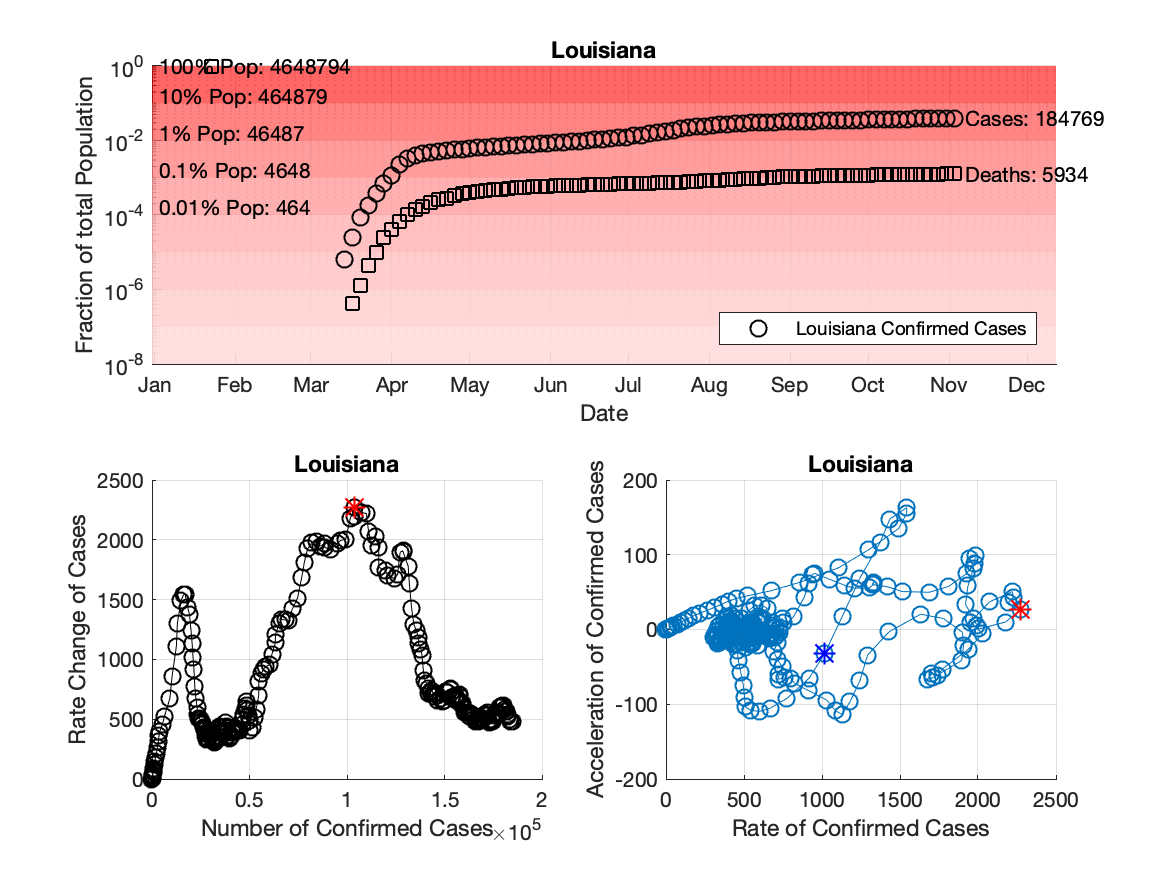 Louisiana
10^0
10^-2
10^-4
10^-6
10^-8
Fraction of total Population
100% Pop: 4648794
10% Pop: 464879
1% Pop: 46487
0.1% Pop: 4648
0.01% Pop: 464
Cases: 184769
Deaths: 5934
Louisiana Confirmed Cases
Jan Feb Mar Apr May Jun Jul Aug Sep Oct Nov Dec
Date
Louisiana
2500
2000
1500
1000
500
0
Rate Change of Cases
0 0.5 1 1.5 2
Number of Confirmed Cases ×10^5
Louisiana
200
100
0
-100
-200
Acceleration of Confirmed Cases
0 500 1000 1500 2000 2500
Rate of Confirmed Cases